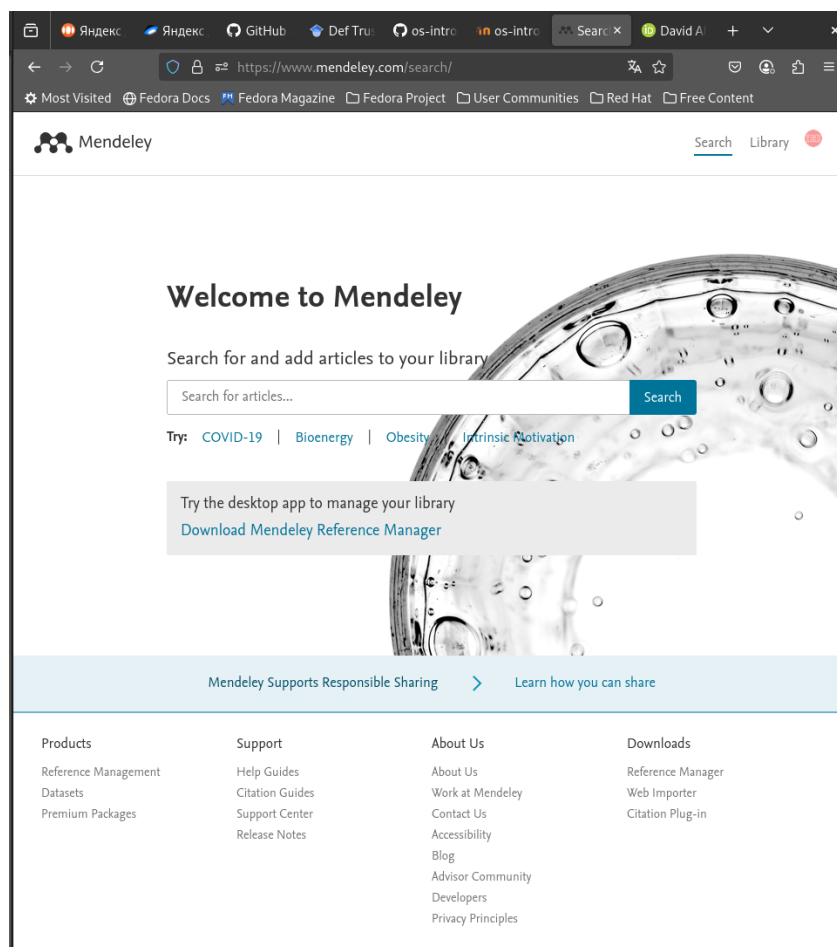 Яндекс Яндекс GitHub Def Tru os-intro os-intro Searc David Al
https://www.mendeley.com/search/
Most Visited Fedora Docs Fedora Magazine Fedora Project User Communities Red Hat Free Content
Mendeley
Search Library
Welcome to Mendeley
Search for and add articles to your library
Search for articles...
Search
Try: COVID-19 | Bioenergy | Obesity | Intrinsic Motivation
Try the desktop app to manage your library
Download Mendeley Reference Manager
Mendeley Supports Responsible Sharing
Learn how you can share
Products
Reference Management
Datasets
Premium Packages
Support
Help Guides
Citation Guides
Support Center
Release Notes
About Us
About Us
Work at Mendeley
Contact Us
Accessibility
Blog
Advisor Community
Developers
Privacy Principles
Downloads
Reference Manager
Web Importer
Citation Plug-in